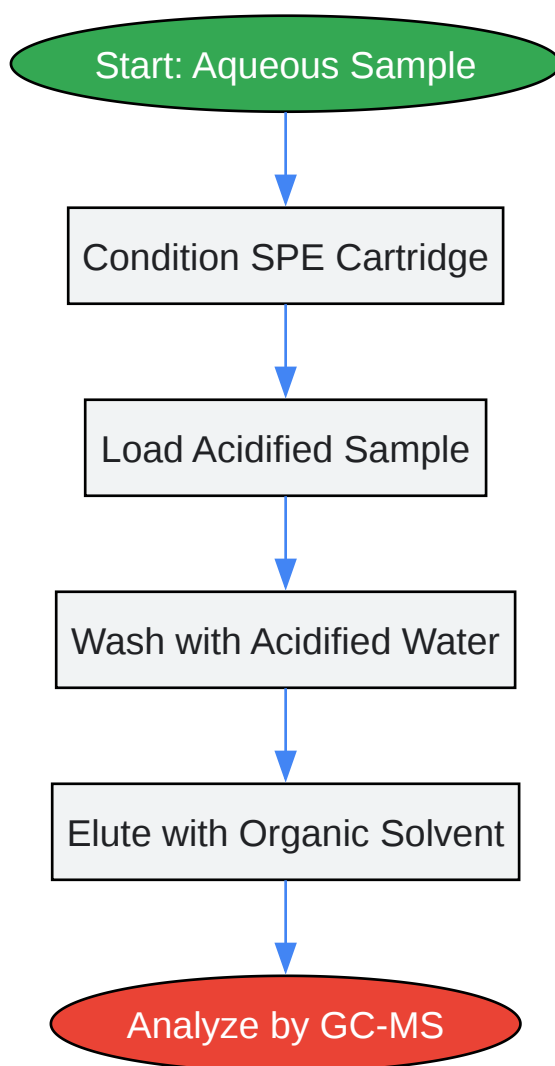 Start: Aqueous Sample
Condition SPE Cartridge
Load Acidified Sample
Wash with Acidified Water
Elute with Organic Solvent
Analyze by GC-MS